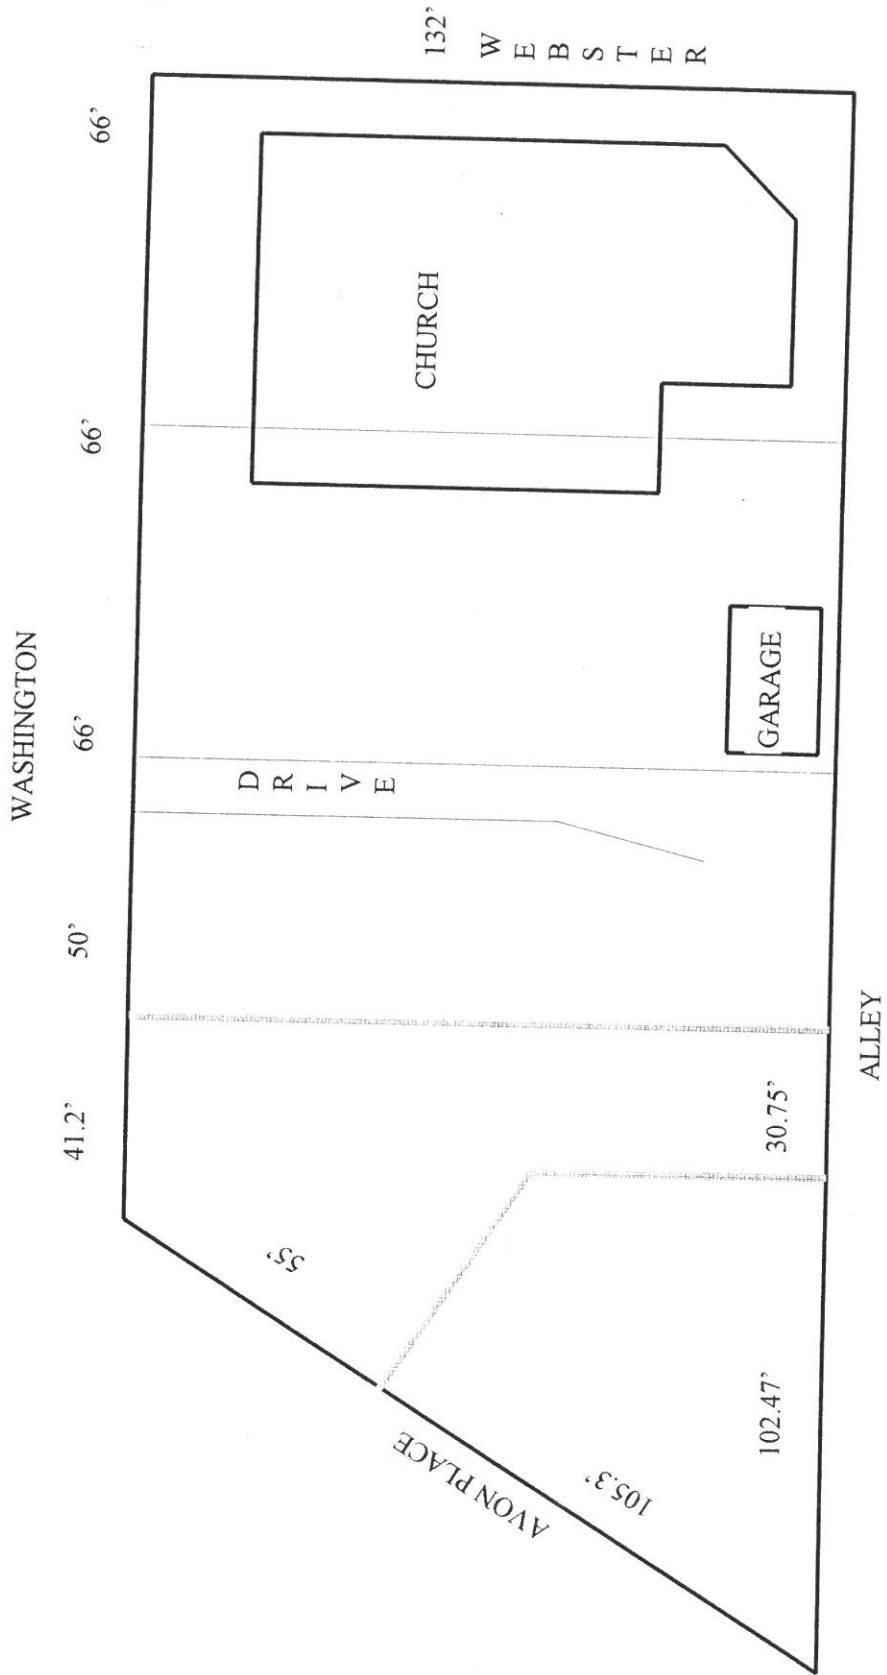 WASHINGTON
41.2’
50’
66’
66’
66’
132’
WEBSTER
CHURCH
DRIVE
GARAGE
55’
AVON PLACE
105.3’
102.47’
30.75’
ALLEY